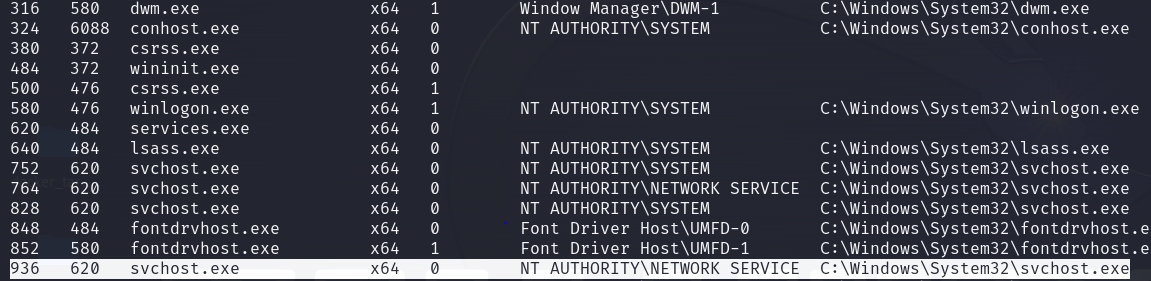 316 580 dwm.exe x64 1 Window Manager\DWM-1 C:\Windows\System32\dwm.exe
324 6088 conhost.exe x64 0 NT AUTHORITY\SYSTEM C:\Windows\System32\conhost.exe
380 372 csrss.exe x64 0
484 372 wininit.exe x64 0
500 476 csrss.exe x64 1
580 476 winlogon.exe x64 1 NT AUTHORITY\SYSTEM C:\Windows\System32\winlogon.exe
620 484 services.exe x64 0
640 484 lsass.exe x64 0 NT AUTHORITY\SYSTEM C:\Windows\System32\lsass.exe
752 620 svchost.exe x64 0 NT AUTHORITY\SYSTEM C:\Windows\System32\svchost.exe
764 620 svchost.exe x64 0 NT AUTHORITY\NETWORK SERVICE C:\Windows\System32\svchost.exe
828 620 svchost.exe x64 0 NT AUTHORITY\SYSTEM C:\Windows\System32\svchost.exe
848 484 fontdrvhost.exe x64 0 Font Driver Host\UMFD-0 C:\Windows\System32\fontdrvhost.e
852 580 fontdrvhost.exe x64 1 Font Driver Host\UMFD-1 C:\Windows\System32\fontdrvhost.e
936 620 svchost.exe x64 0 NT AUTHORITY\NETWORK SERVICE C:\Windows\System32\svchost.exe